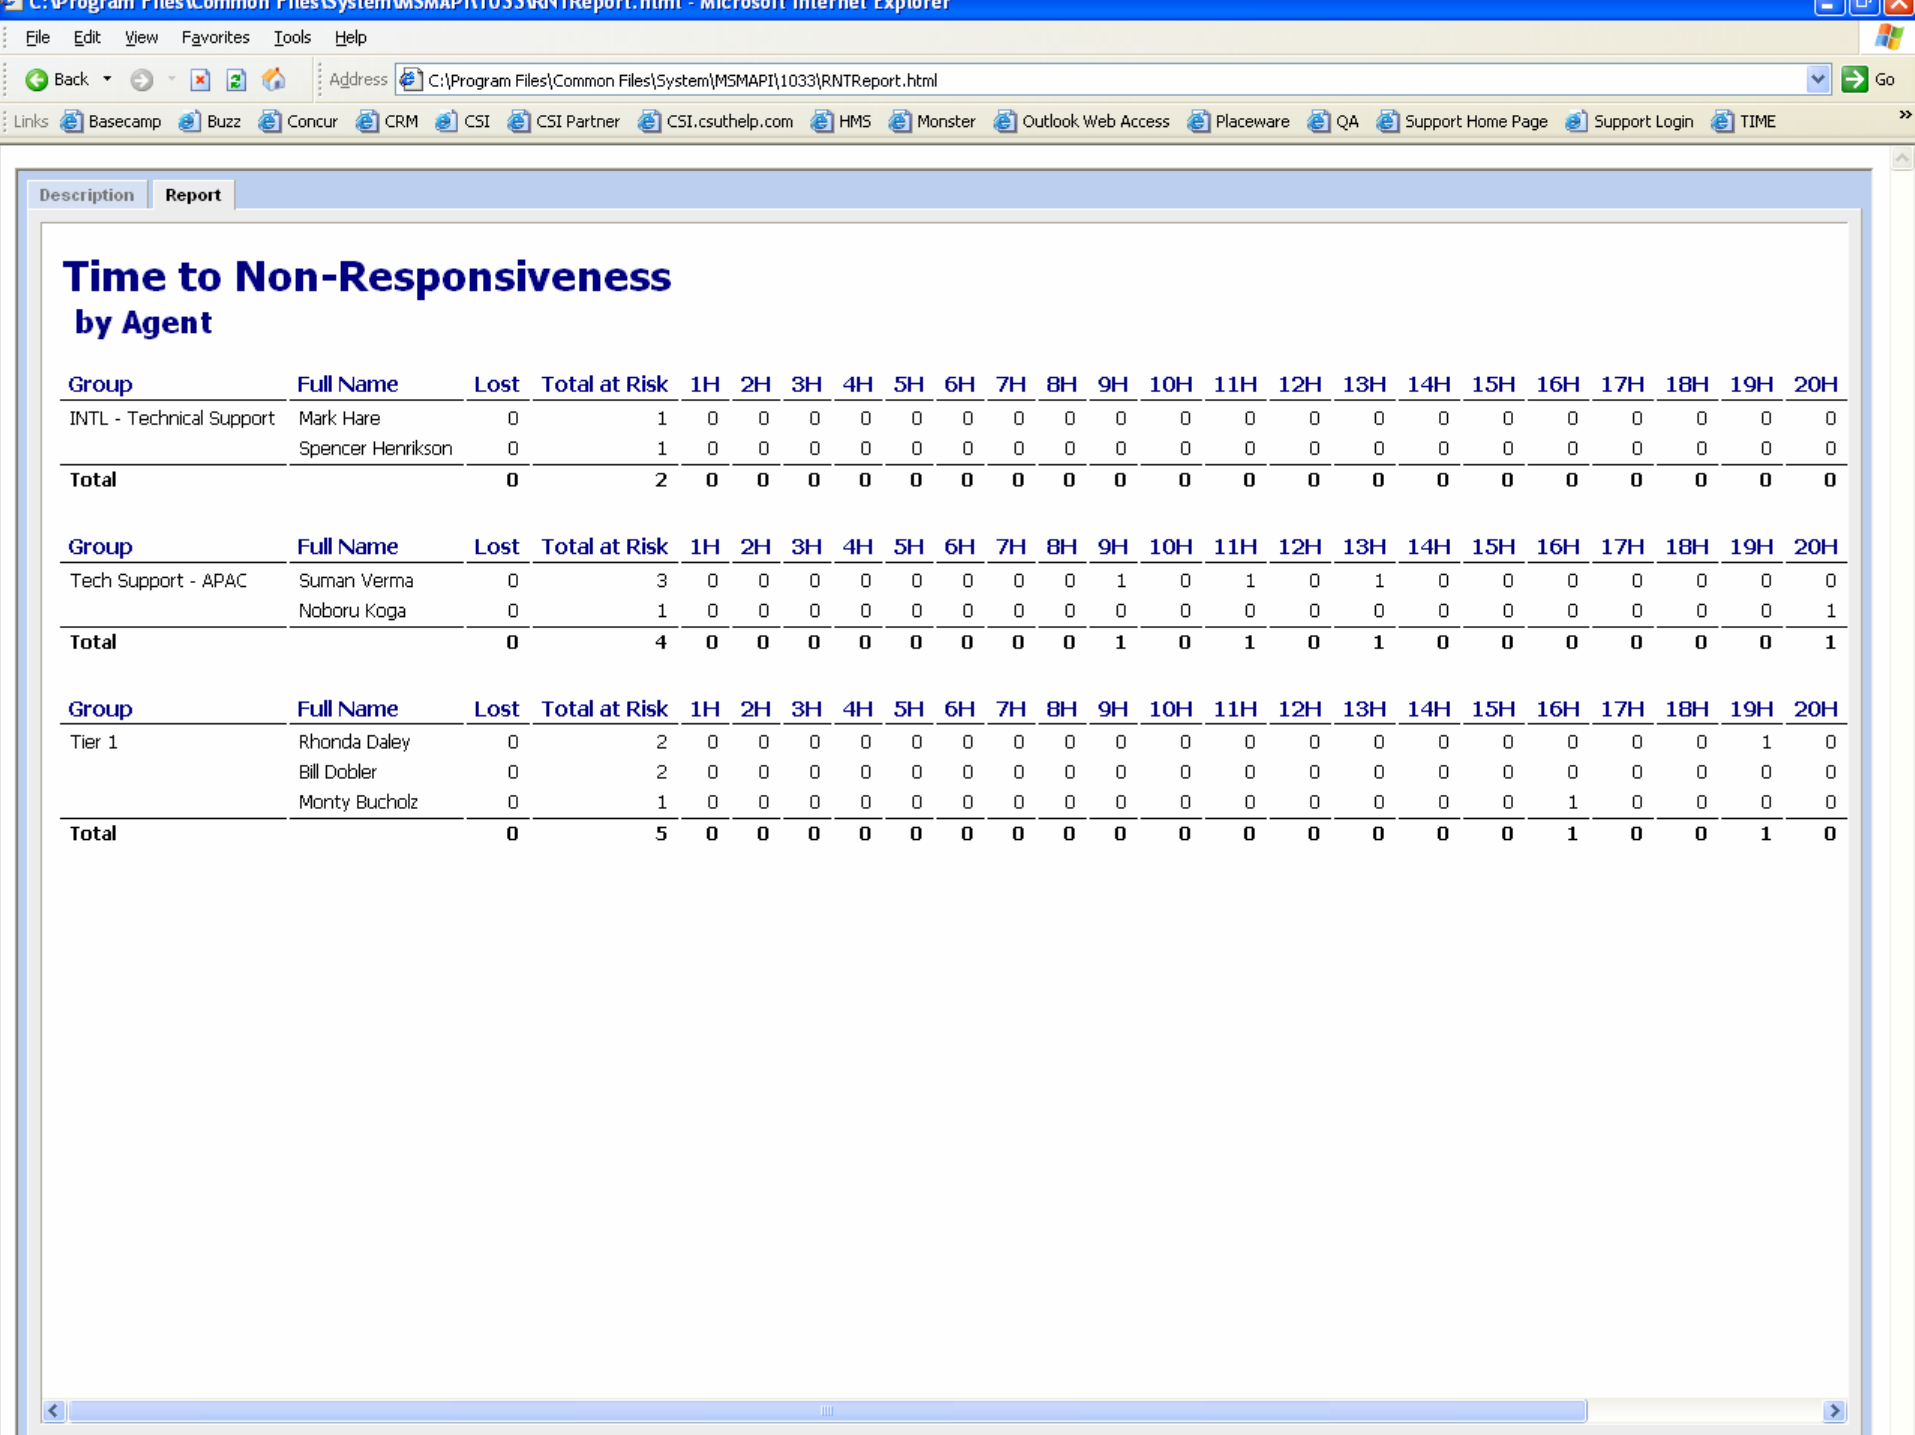 C:\Program Files\Common Files\System\MSMAPI\1033\RNTReport.html - Microsoft Internet Explorer
File Edit View Favorites Tools Help
Back Address C:\Program Files\Common Files\System\MSMAPI\1033\RNTReport.html Go
Links Basecamp Buzz Concur CRM CSI CSI Partner CSI.csuthelp.com HMS Monster Outlook Web Access Placeware QA Support Home Page Support Login TIME »
Description Report
Time to Non-Responsiveness
by Agent
Group Full Name Lost Total at Risk 1H 2H 3H 4H 5H 6H 7H 8H 9H 10H 11H 12H 13H 14H 15H 16H 17H 18H 19H 20H
INTL - Technical Support Mark Hare 0 1 0 0 0 0 0 0 0 0 0 0 0 0 0 0 0 0 0 0 0 0
Spencer Henrikson 0 1 0 0 0 0 0 0 0 0 0 0 0 0 0 0 0 0 0 0 0 0
Total 0 2 0 0 0 0 0 0 0 0 0 0 0 0 0 0 0 0 0 0 0 0
Group Full Name Lost Total at Risk 1H 2H 3H 4H 5H 6H 7H 8H 9H 10H 11H 12H 13H 14H 15H 16H 17H 18H 19H 20H
Tech Support - APAC Suman Verma 0 3 0 0 0 0 0 0 0 0 1 0 1 0 1 0 0 0 0 0 0 0
Noboru Koga 0 1 0 0 0 0 0 0 0 0 0 0 0 0 0 0 0 0 0 0 0 1
Total 0 4 0 0 0 0 0 0 0 0 1 0 1 0 1 0 0 0 0 0 0 1
Group Full Name Lost Total at Risk 1H 2H 3H 4H 5H 6H 7H 8H 9H 10H 11H 12H 13H 14H 15H 16H 17H 18H 19H 20H
Tier 1 Rhonda Daley 0 2 0 0 0 0 0 0 0 0 0 0 0 0 0 0 0 0 0 0 1 0
Bill Dobler 0 2 0 0 0 0 0 0 0 0 0 0 0 0 0 0 0 0 0 0 0 0
Monty Bucholz 0 1 0 0 0 0 0 0 0 0 0 0 0 0 0 0 0 1 0 0 0 0
Total 0 5 0 0 0 0 0 0 0 0 0 0 0 0 0 0 0 1 0 0 1 0